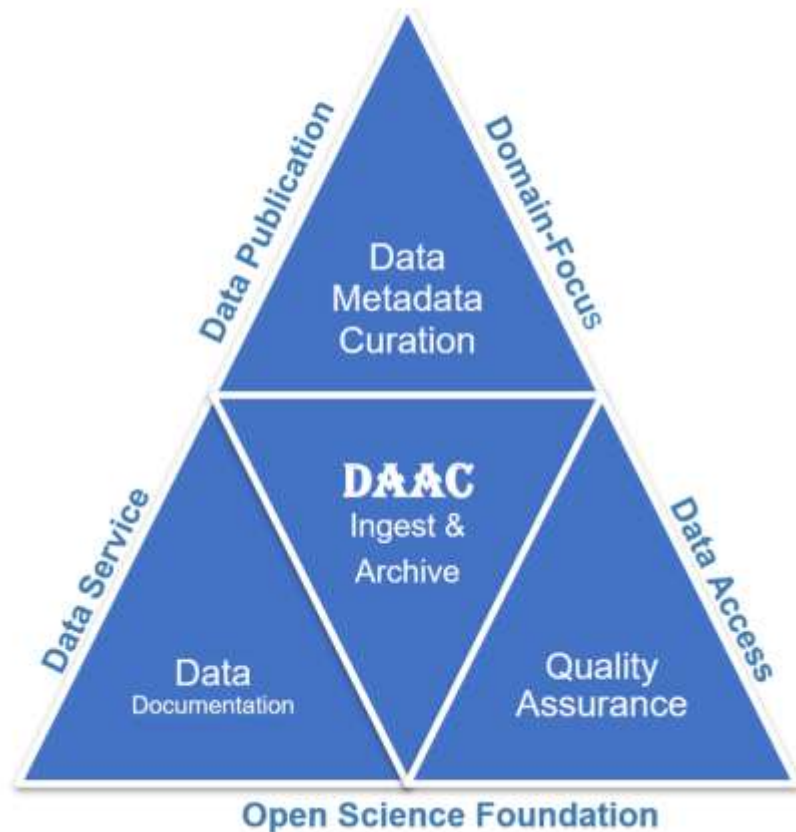 Data Publication
Domain-Focus
Data
Metadata
Curation
DAAC
Ingest &
Archive
Data Service
Data Access
Data
Documentation
Quality
Assurance
Open Science Foundation